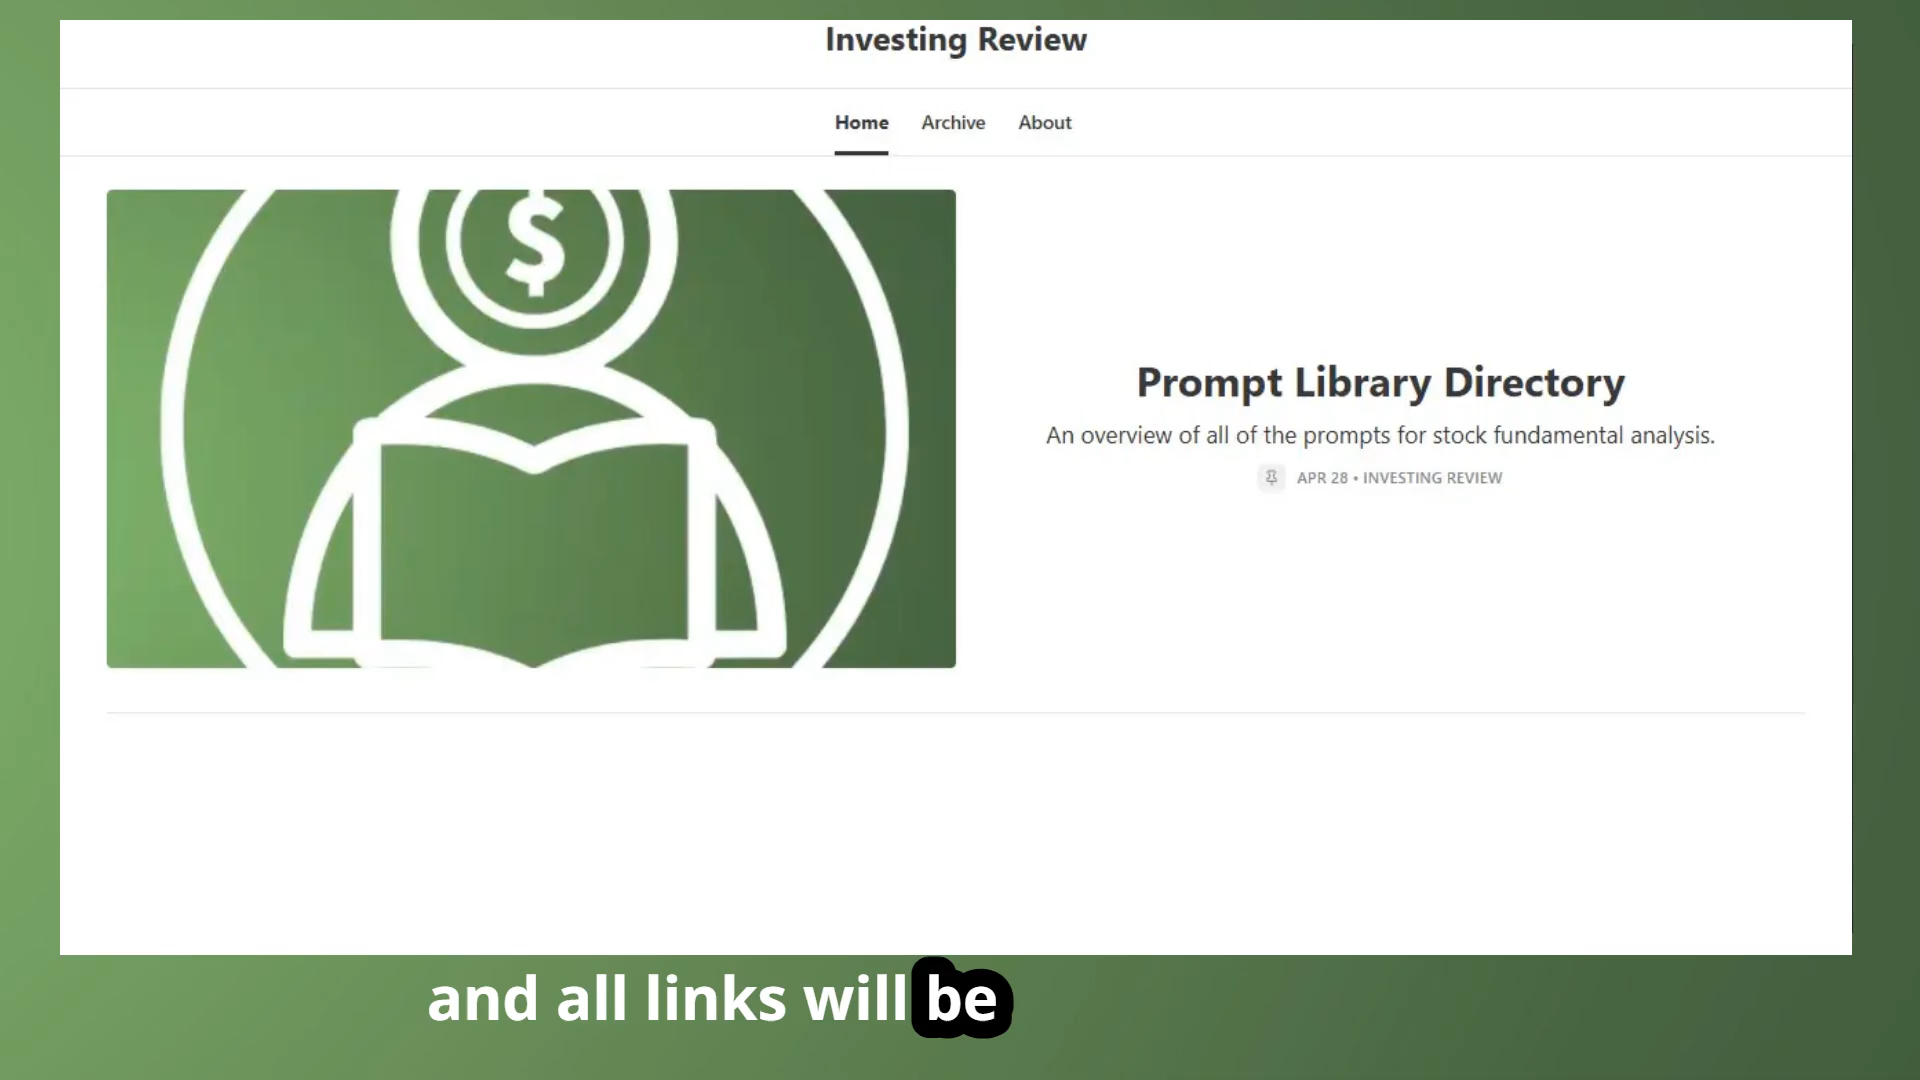 Investing Review
Home Archive About
$
Prompt Library Directory
An overview of all of the prompts for stock fundamental analysis.
APR 28 • INVESTING REVIEW
and all links will be